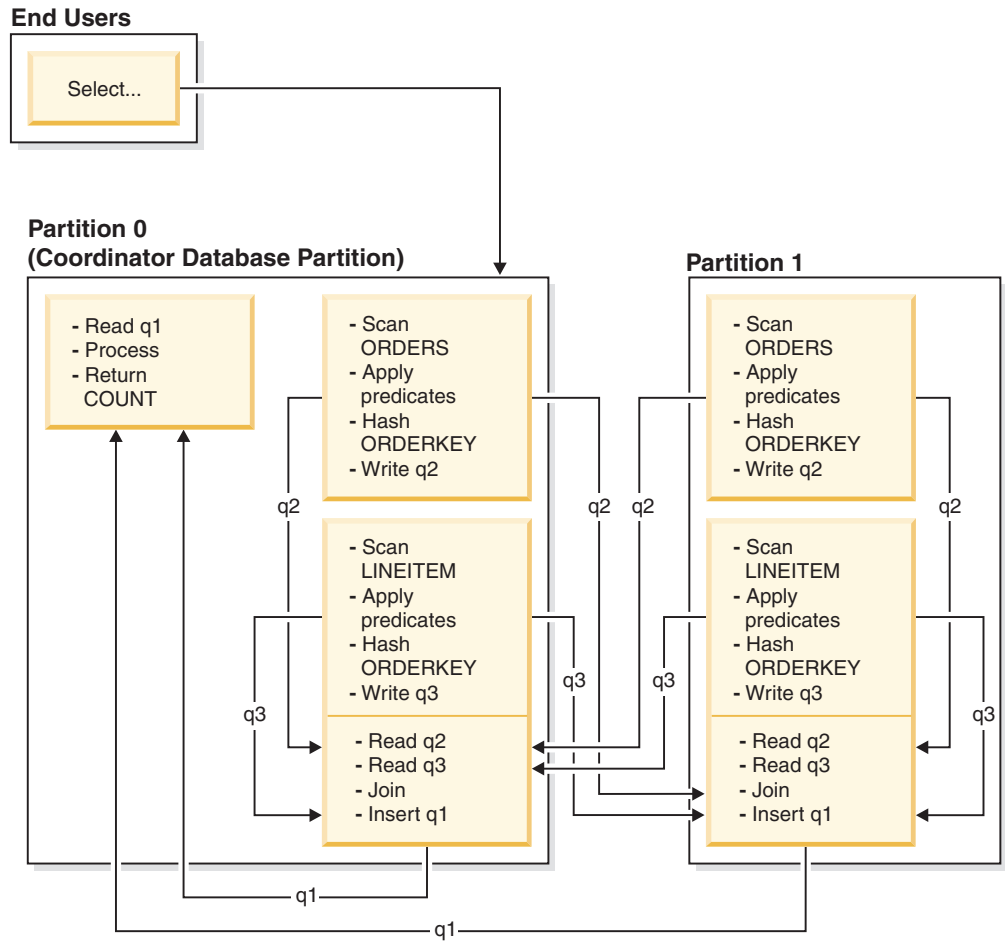 End Users
Select...
Partition 0
(Coordinator Database Partition)
- Read q1
- Process
- Return
COUNT
- Scan
ORDERS
- Apply
predicates
- Hash
ORDERKEY
- Write q2
- Scan
LINEITEM
- Apply
predicates
- Hash
ORDERKEY
- Write q3
- Read q2
- Read q3
- Join
- Insert q1
q2
q3
q2
q3
Partition 1
- Scan
ORDERS
- Apply
predicates
- Hash
ORDERKEY
- Write q2
- Scan
LINEITEM
- Apply
predicates
- Hash
ORDERKEY
- Write q3
- Read q2
- Read q3
- Join
- Insert q1
q2
q3
q2
q3
q1
q1